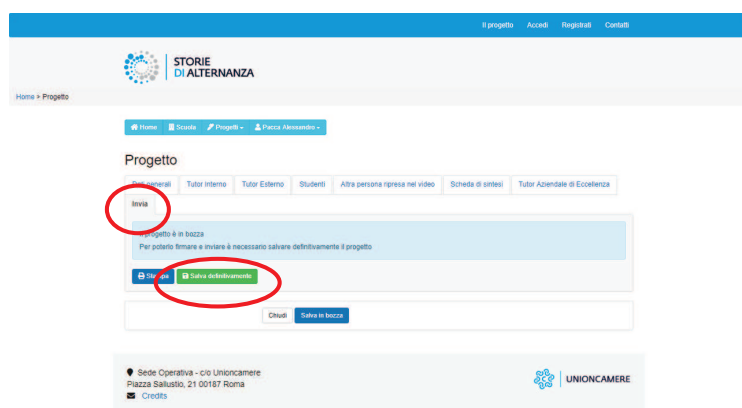 Il progetto Accedi Registrati Contatti
STORIE
DI ALTERNANZA
Home > Progetto
Home Scuola Progetti Pacca Alessandro
Progetto
Dati generali Tutor Interno Tutor Esterno Studenti Altra persona ripresa nel video Scheda di sintesi Tutor Aziendale di Eccellenza
Invia
Il progetto è in bozza
Per poterlo firmare e inviare è necessario salvare definitivamente il progetto
Stampa Salva definitivamente
Chiudi Salva in bozza
Sede Operativa - c/o Unioncamere
Piazza Sallustio, 21 00187 Roma
Credits
UNIONCAMERE